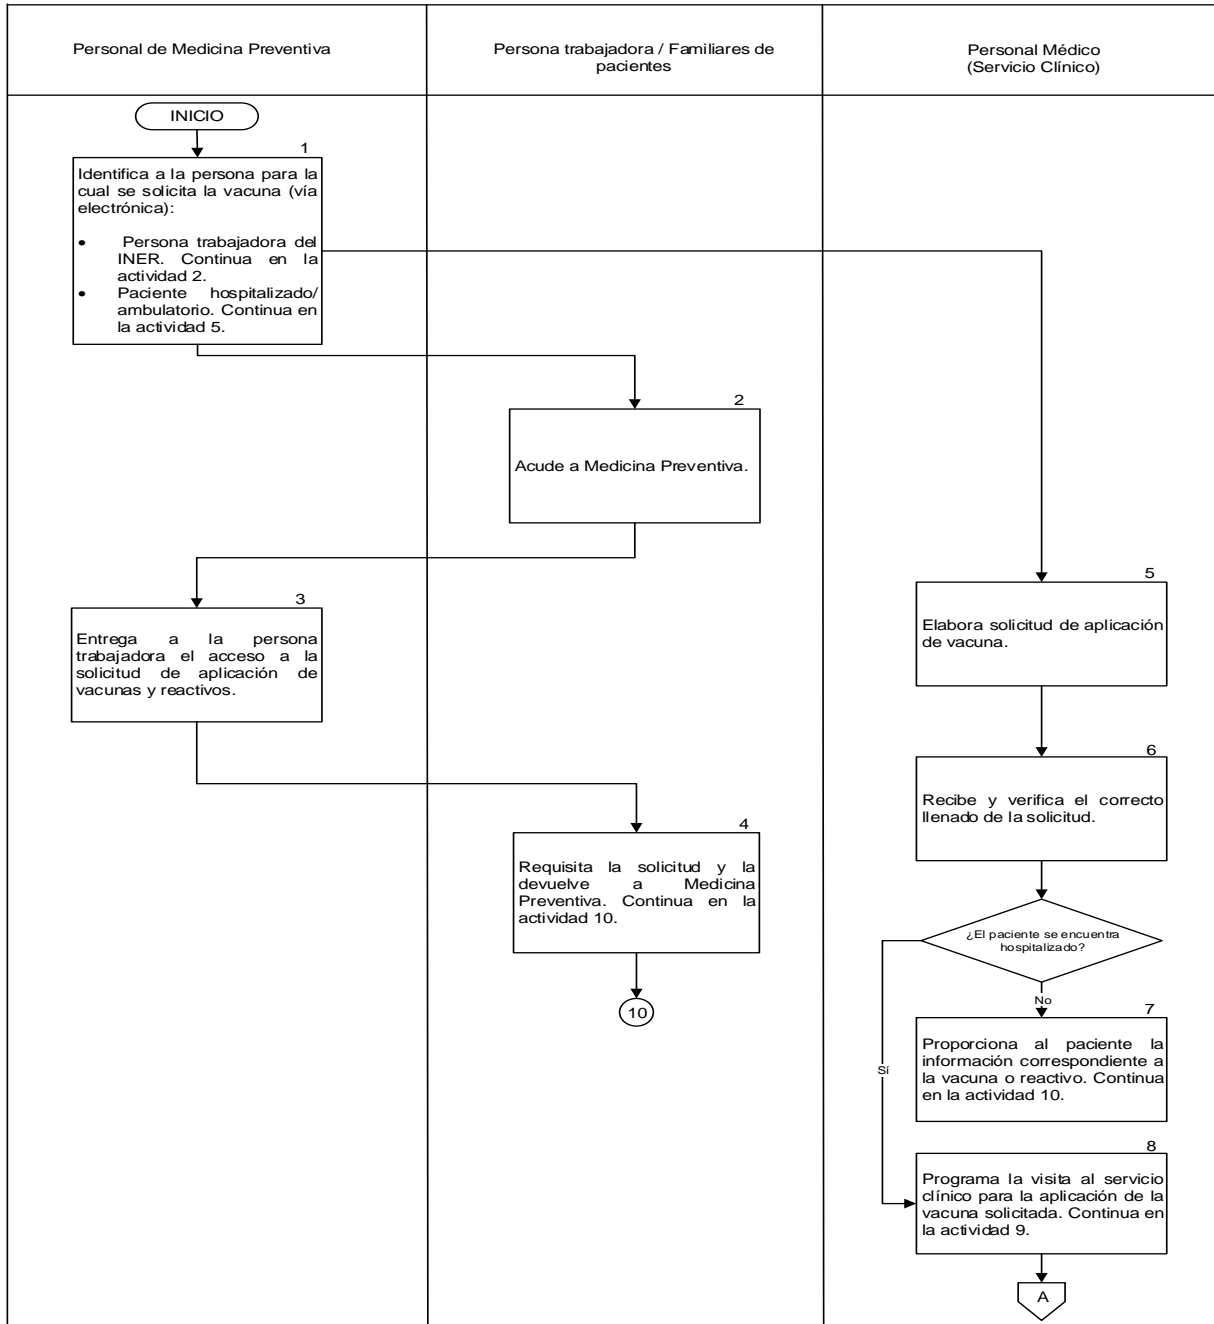 Personal de Medicina Preventiva
Persona trabajadora / Familiares de
pacientes
Personal Médico
(Servicio Clínico)
INICIO
1
Identifica a la persona para la
cual se solicita la vacuna (vía
electrónica):
• Persona trabajadora del
INER. Continua en la
actividad 2.
• Paciente hospitalizado/
ambulatorio. Continua en
la actividad 5.
2
Acude a Medicina Preventiva.
3
Entrega a la persona
trabajadora el acceso a la
solicitud de aplicación de
vacunas y reactivos.
4
Requisita la solicitud y la
devuelve a Medicina
Preventiva. Continua en la
actividad 10.
10
5
Elabora solicitud de aplicación
de vacuna.
6
Recibe y verifica el correcto
llenado de la solicitud.
¿El paciente se encuentra
hospitalizado?
No
Sí
7
Proporciona al paciente la
información correspondiente a
la vacuna o reactivo. Continua
en la actividad 10.
8
Programa la visita al servicio
clínico para la aplicación de la
vacuna solicitada. Continua en
la actividad 9.
A